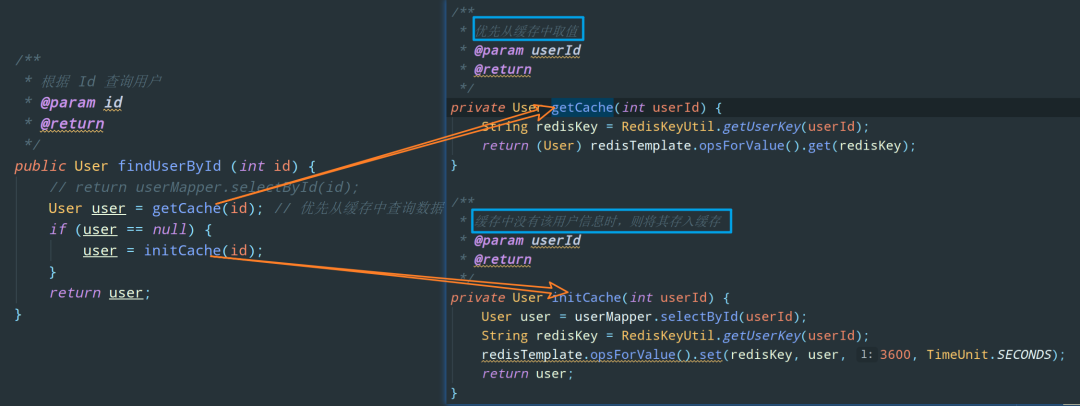 /**
* 根据 Id 查询用户
* @param id
* @return
*/
public User findUserById (int id) {
// return userMapper.selectById(id);
User user = getCache(id); // 优先从缓存中查询数据
if (user == null) {
user = initCache(id);
}
return user;
}
/**
* 优先从缓存中取值
* @param userId
* @return
*/
private User getCache(int userId) {
String redisKey = RedisKeyUtil.getUserKey(userId);
return (User) redisTemplate.opsForValue().get(redisKey);
}
/**
* 缓存中没有该用户信息时，则将其存入缓存
* @param userId
* @return
*/
private User initCache(int userId) {
User user = userMapper.selectById(userId);
String redisKey = RedisKeyUtil.getUserKey(userId);
redisTemplate.opsForValue().set(redisKey, user, l: 3600, TimeUnit.SECONDS);
return user;
}